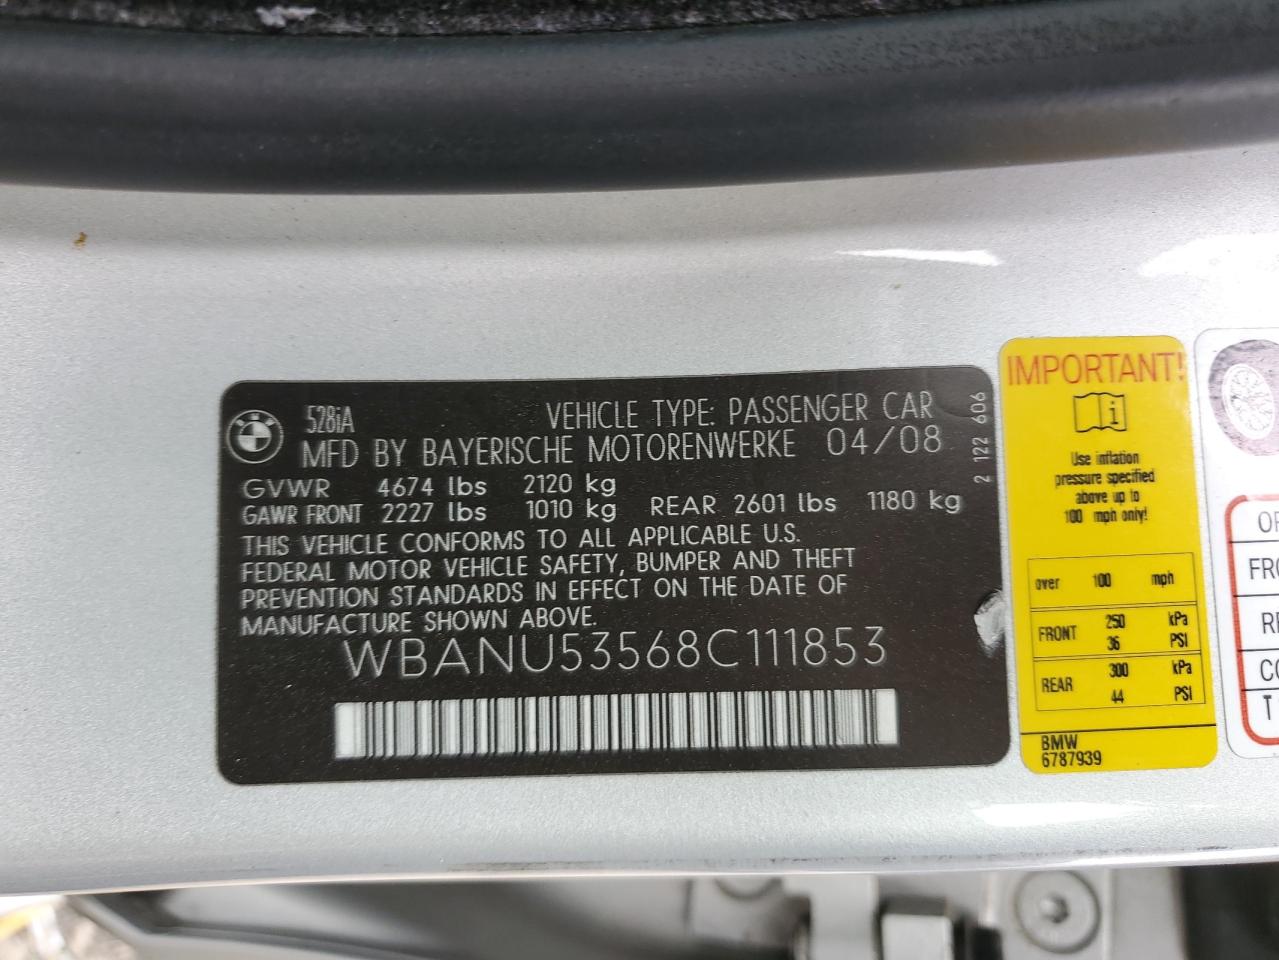 528iA
VEHICLE TYPE: PASSENGER CAR
MFD BY BAYERISCHE MOTORENWERKE 04/08
GVWR 4674 lbs 2120 kg
GAWR FRONT 2227 lbs 1010 kg REAR 2601 lbs 1180 kg
THIS VEHICLE CONFORMS TO ALL APPLICABLE U.S.
FEDERAL MOTOR VEHICLE SAFETY, BUMPER AND THEFT
PREVENTION STANDARDS IN EFFECT ON THE DATE OF
MANUFACTURE SHOWN ABOVE.
WBANU53568C111853
2 122 606
IMPORTANT!
i
Use inflation
pressure specified
above up to
100 mph only!
over 100 mph
FRONT 250 kPa
36 PSI
REAR 300 kPa
44 PSI
BMW
6787939